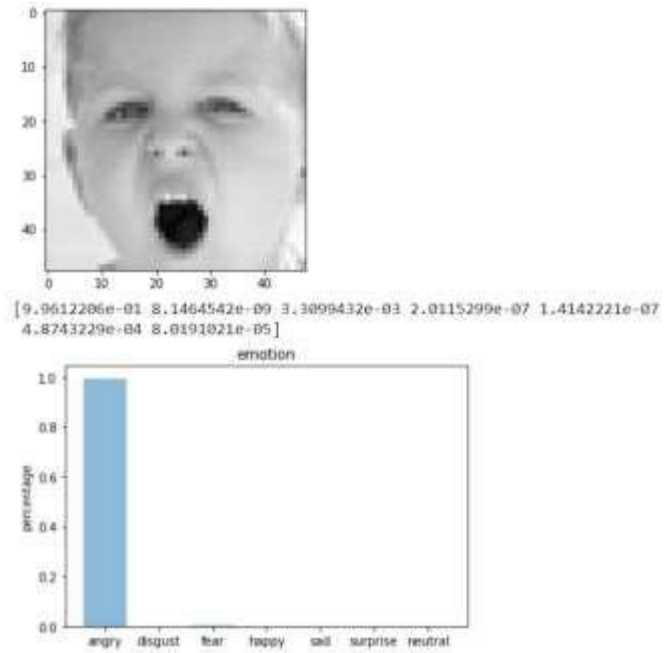 0
10
20
30
40
0 10 20 30 40
[9.9612206e-01 8.1464542e-09 3.3099432e-03 2.0115299e-07 1.4142221e-07
4.8743229e-04 8.0191021e-05]
emotion
1.0
0.8
0.6
0.4
0.2
0.0
percentage
angry disgust fear happy sad surprise neutral